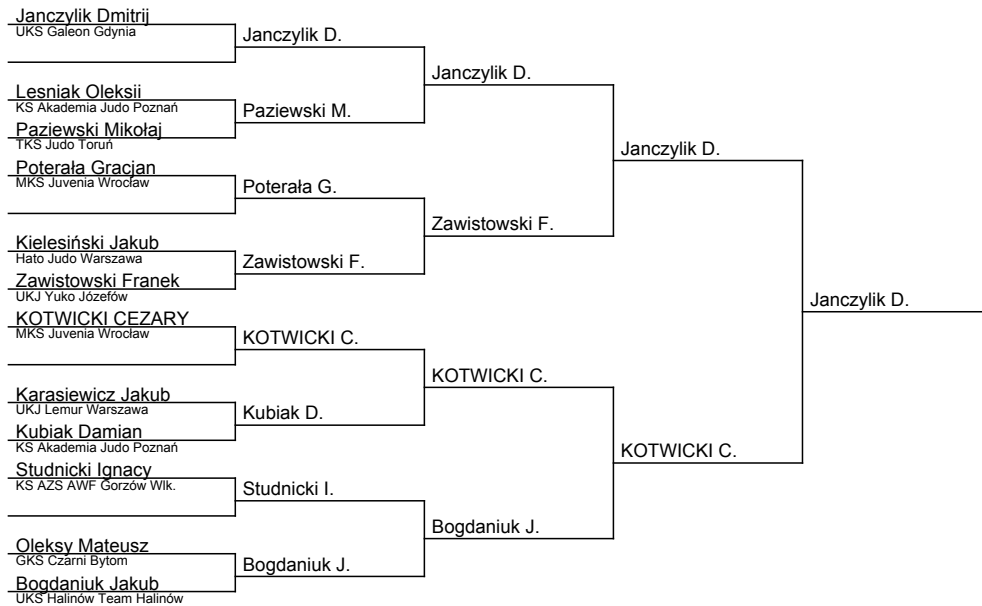 Janczylik Dmitrij
UKS Galeon Gdynia
Lesniak Oleksii
KS Akademia Judo Poznań
Paziewski Mikołaj
TKS Judo Toruń
Poterała Gracjan
MKS Juvenia Wrocław
Kielesiński Jakub
Hato Judo Warszawa
Zawistowski Franek
UKJ Yuko Józefów
KOTWICKI CEZARY
MKS Juvenia Wrocław
Karasiewicz Jakub
UKJ Lemur Warszawa
Kubiak Damian
KS Akademia Judo Poznań
Studnicki Ignacy
KS AZS AWF Gorzów Wlk.
Oleksy Mateusz
GKS Czarni Bytom
Bogdaniuk Jakub
UKS Halinów Team Halinów
Janczylik D.
Paziewski M.
Poterała G.
Zawistowski F.
KOTWICKI C.
Kubiak D.
Studnicki I.
Bogdaniuk J.
Janczylik D.
Zawistowski F.
KOTWICKI C.
Bogdaniuk J.
Janczylik D.
KOTWICKI C.
Janczylik D.